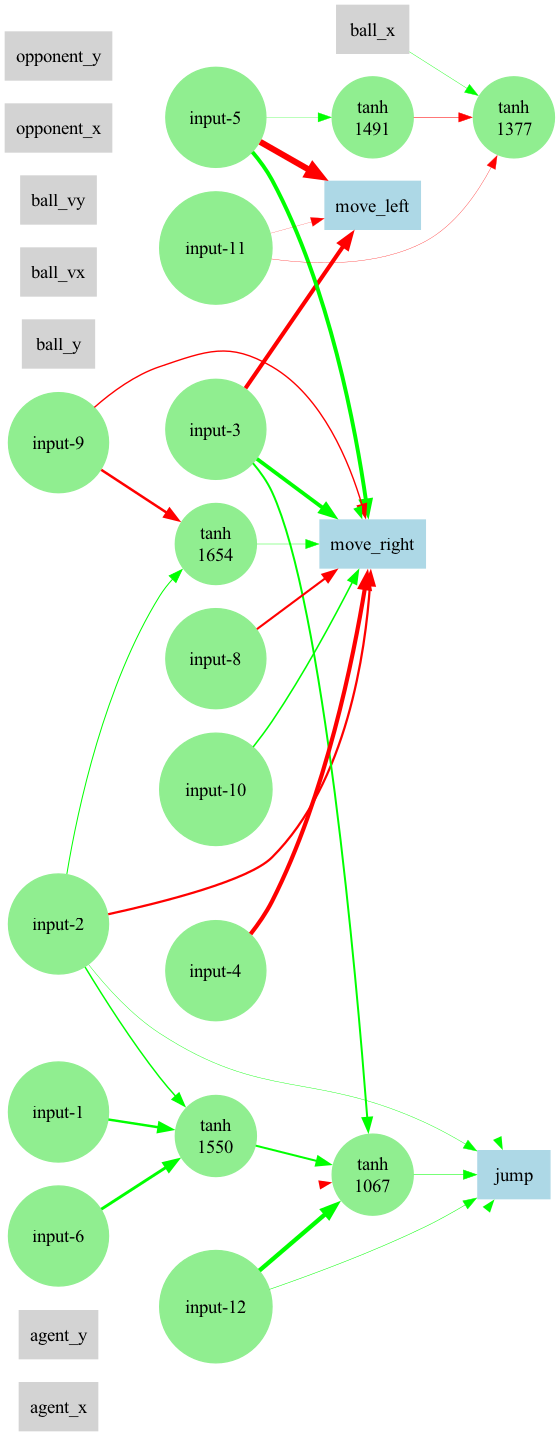 ball_x
opponent_y
input-5
tanh
1491
tanh
1377
opponent_x
ball_vy
move_left
input-11
ball_vx
ball_y
input-9
input-3
tanh
1654
move_right
input-8
input-10
input-2
input-4
input-1
tanh
1550
tanh
1067
jump
input-6
input-12
agent_y
agent_x